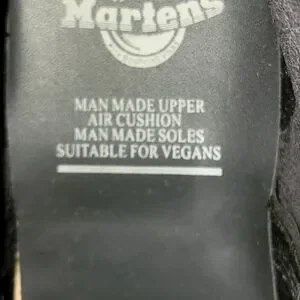 Martens
MAN MADE UPPER
AIR CUSHION
MAN MADE SOLES
SUITABLE FOR VEGANS